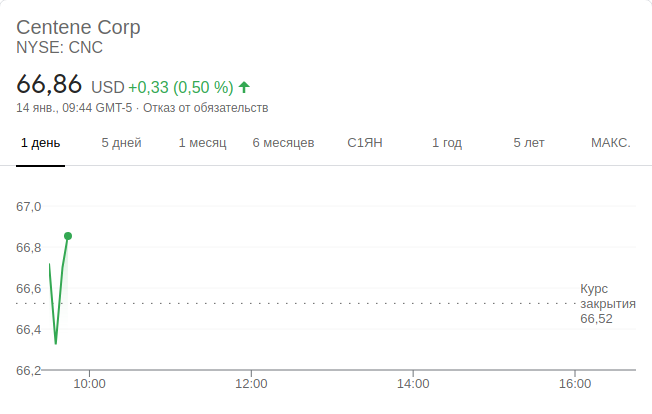 Centene Corp
NYSE: CNC
66,86 USD +0,33 (0,50 %)
14 янв., 09:44 GMT-5 · Отказ от обязательств
1 день 5 дней 1 месяц 6 месяцев С1ЯН 1 год 5 лет МАКС.
67,0
66,8
66,6
66,4
66,2
Курс
закрытия
66,52
10:00 12:00 14:00 16:00